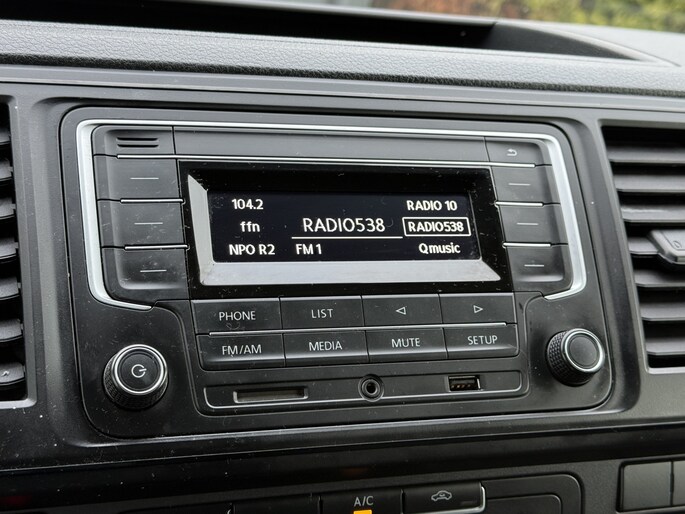 104.2 RADIO 10
ffn RADIO538 RADIO538
NPO R2 FM 1 Qmusic
PHONE LIST
FM/AM MEDIA MUTE SETUP
A/C